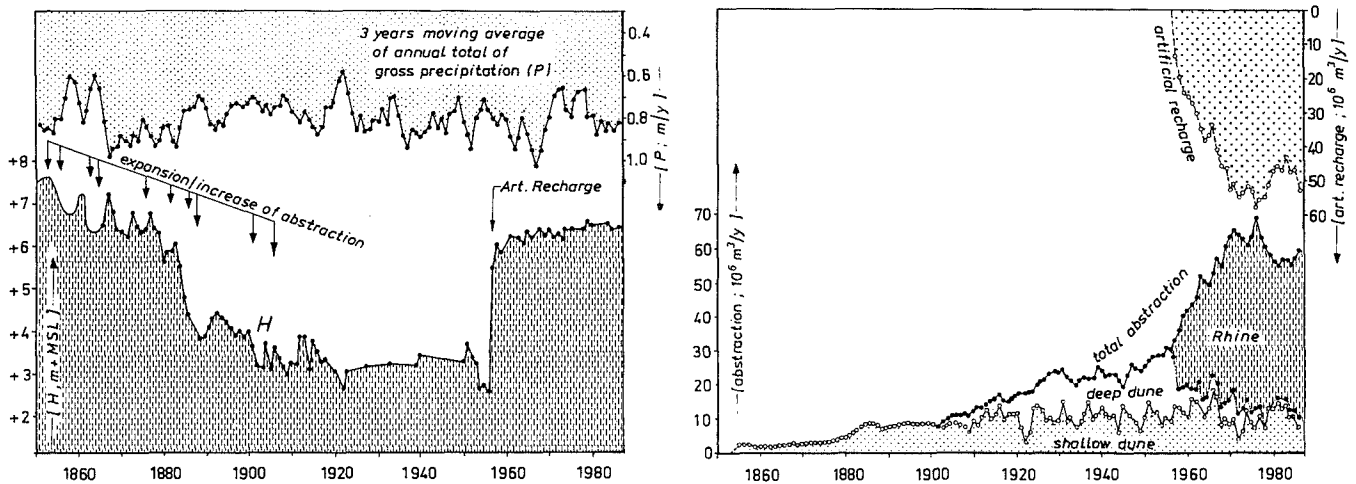 3 years moving average
of annual total of
gross precipitation (P)
0.4
0.6
0.8
1.0
[P; m/y]
+8
+7
+6
+5
+4
+3
+2
[H, m+MSL]
expansion/increase of abstraction
Art. Recharge
H
1860
1880
1900
1920
1940
1960
1980
artificial recharge
0
10
20
30
40
50
60
[art. recharge; 10⁶ m³/y]
70
60
50
40
30
20
10
0
[abstraction; 10⁶ m³/y]
total abstraction
Rhine
deep dune
shallow dune
1860
1880
1900
1920
1940
1960
1980